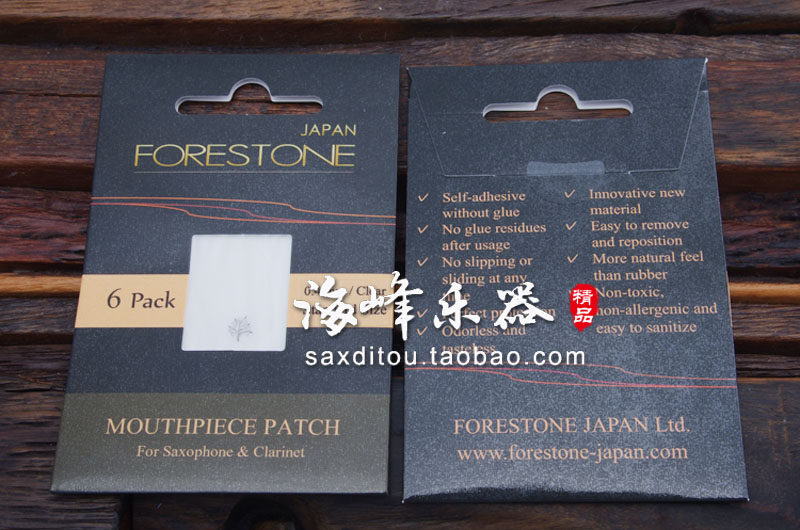 JAPAN
FORESTONE
6 Pack
/ Clear
MOUTHPIECE PATCH
For Saxophone & Clarinet
✓ Self-adhesive
without glue
✓ No glue residues
after usage
✓ No slipping or
sliding at any
✓ Odorless and
tasteless
✓ Innovative new
material
✓ Easy to remove
and reposition
✓ More natural feel
than rubber
Non-toxic,
non-allergenic and
easy to sanitize
FORESTONE JAPAN Ltd.
www.forestone-japan.com
海峰乐器
精品
saxditou.taobao.com